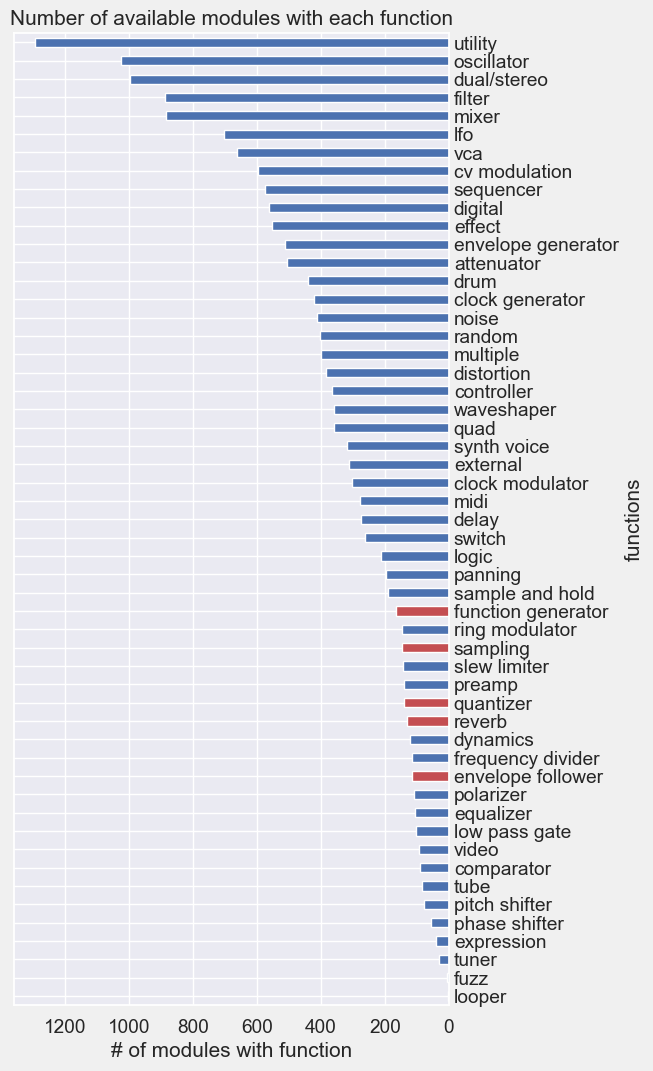 Number of available modules with each function
utility
oscillator
dual/stereo
filter
mixer
lfo
vca
cv modulation
sequencer
digital
effect
envelope generator
attenuator
drum
clock generator
noise
random
multiple
distortion
controller
waveshaper
quad
synth voice
external
clock modulator
midi
delay
switch
logic
panning
sample and hold
function generator
ring modulator
sampling
slew limiter
preamp
quantizer
reverb
dynamics
frequency divider
envelope follower
polarizer
equalizer
low pass gate
video
comparator
tube
pitch shifter
phase shifter
expression
tuner
fuzz
looper
functions
1200 1000 800 600 400 200 0
# of modules with function